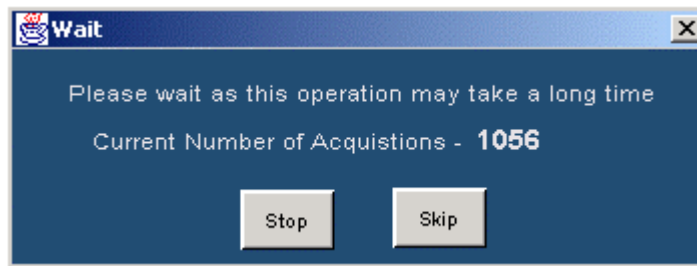 Wait
Please wait as this operation may take a long time
Current Number of Acquistions - 1056
Stop Skip